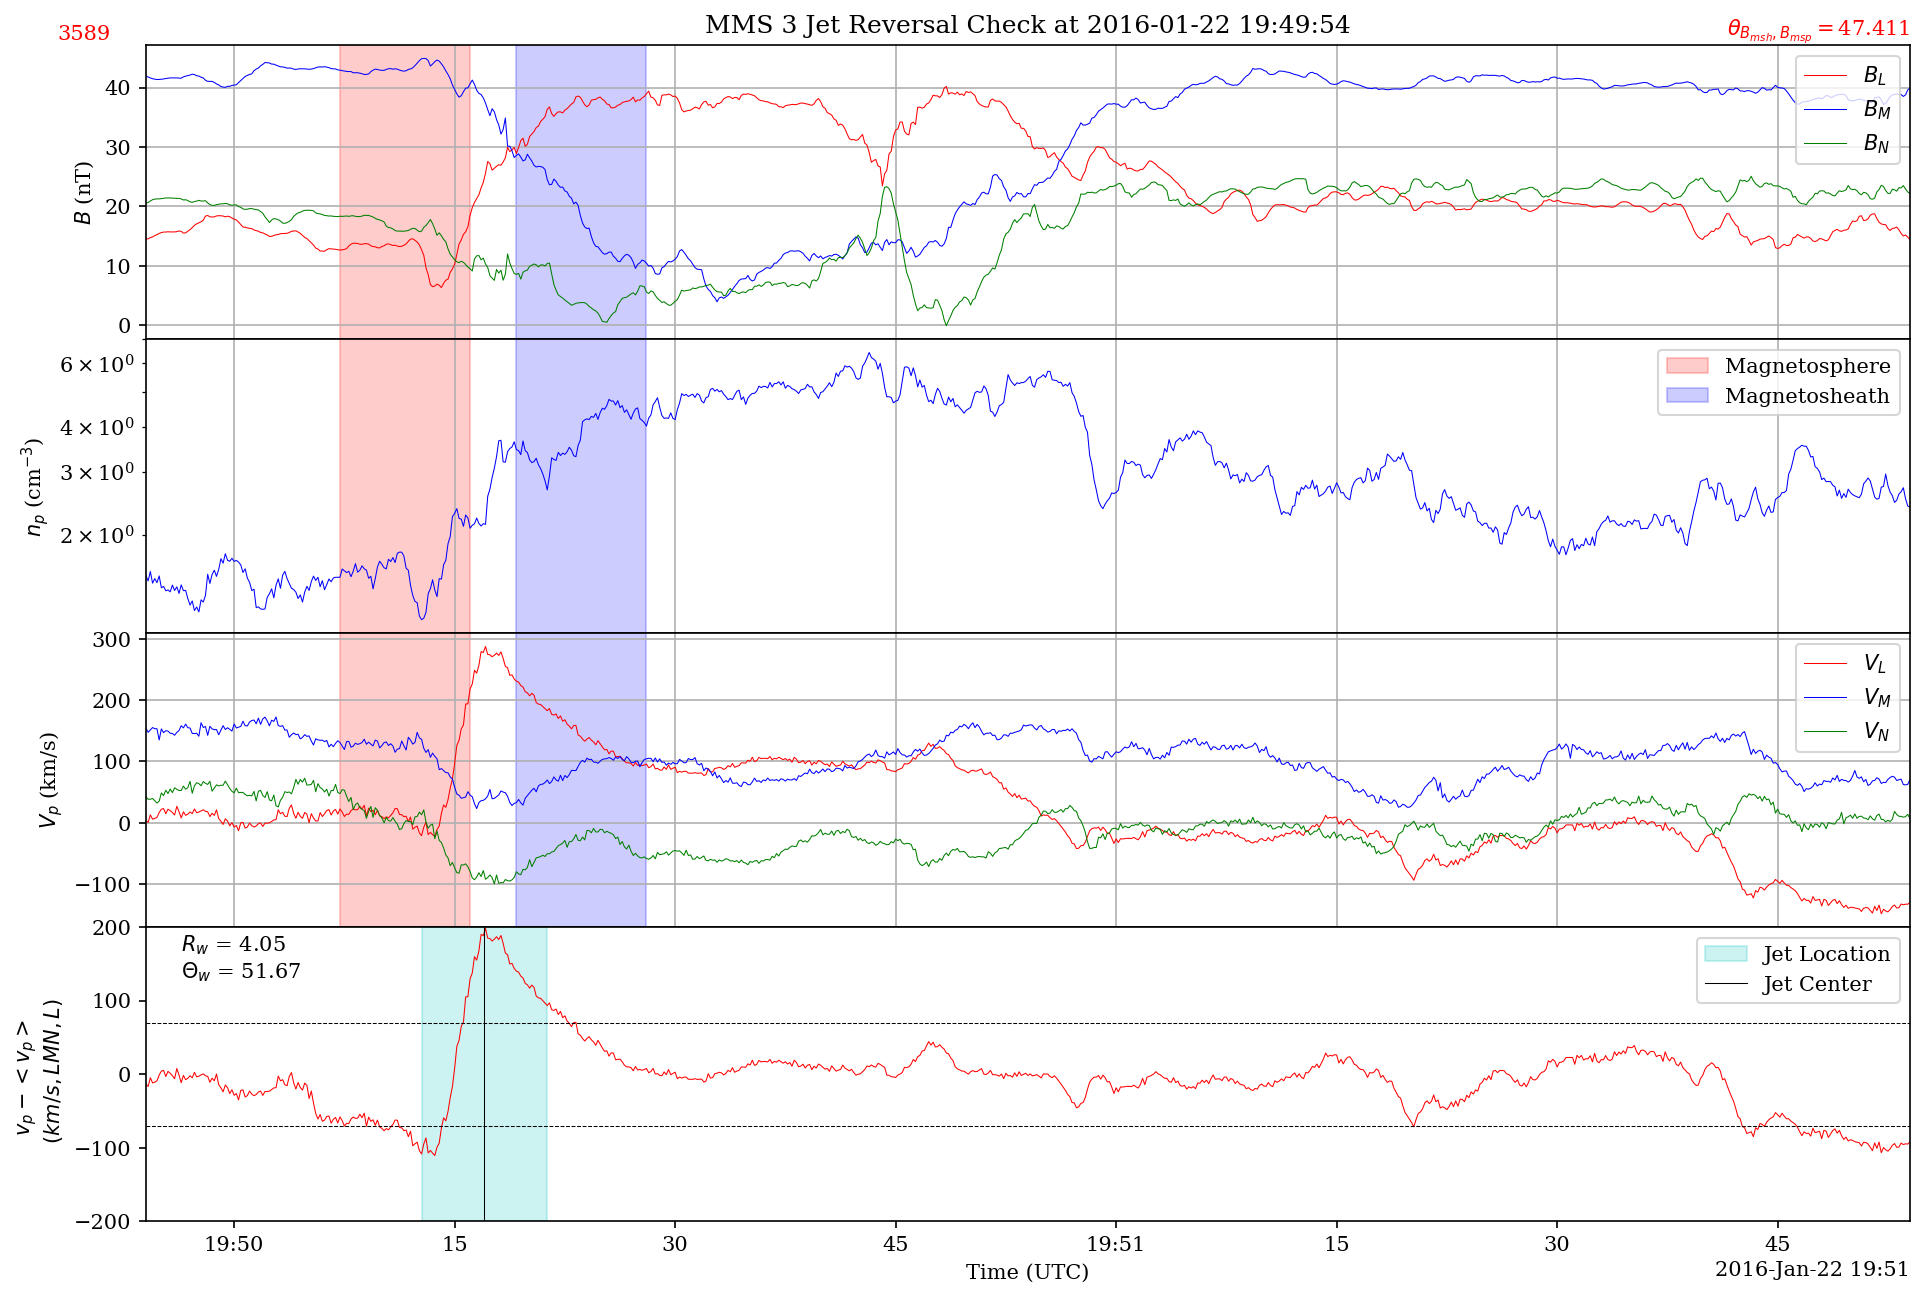 MMS 3 Jet Reversal Check at 2016-01-22 19:49:54
3589
θ_{B_{msh}, B_{msp}} = 47.411
B (nT)
40
30
20
10
0
B_L
B_M
B_N
n_p (cm^{−3})
6 × 10^0
4 × 10^0
3 × 10^0
2 × 10^0
Magnetosphere
Magnetosheath
V_p (km/s)
300
200
100
0
−100
V_L
V_M
V_N
v_p − < v_p >
(km/s, LMN, L)
200
100
0
−100
−200
R_w = 4.05
Θ_w = 51.67
Jet Location
Jet Center
19:50
15
30
45
19:51
15
30
45
Time (UTC)
2016-Jan-22 19:51